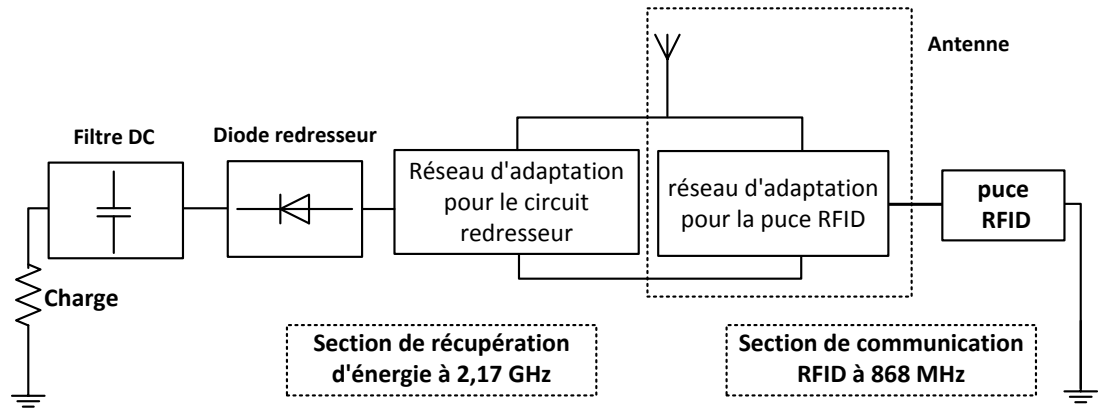 Antenne
Filtre DC
Diode redresseur
Réseau d'adaptation
pour le circuit
redresseur
réseau d'adaptation
pour la puce RFID
puce
RFID
Charge
Section de récupération
d'énergie à 2,17 GHz
Section de communication
RFID à 868 MHz